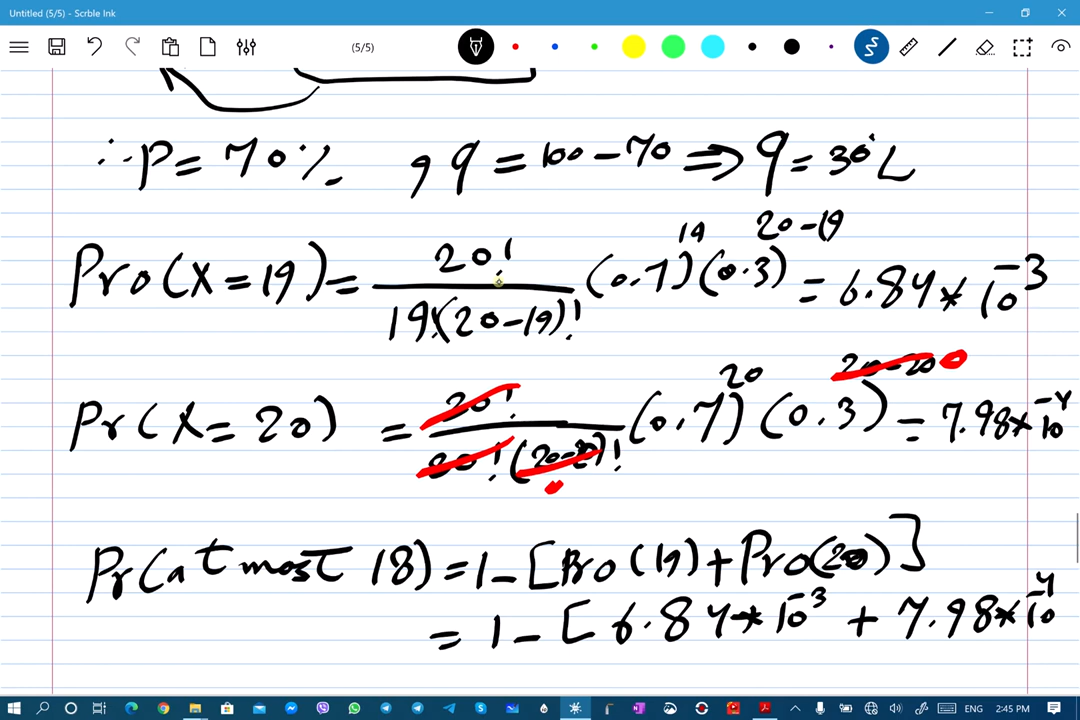 Untitled (5/5) - Scrble Ink
(5/5)
∴ P = 70%, , q = 100 - 70 ⇒ q = 30%
Pro(X = 19) = 20! / 19!(20-19)! (0.7)^19 (0.3)^20-19 = 6.84 * 10^-3
Pr(X = 20) = 20! / 20!(20-20)! (0.7)^20 (0.3)^20-20 0 = 7.98 * 10^-4
Pr(at most 18) = 1 - [Pro(19) + Pro(20)]
= 1 - [6.84 * 10^-3 + 7.98 * 10^-4
ENG 2:45 PM